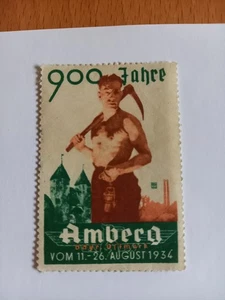 900 Jahre
Amberg
VOM 11.-26. AUGUST 1934